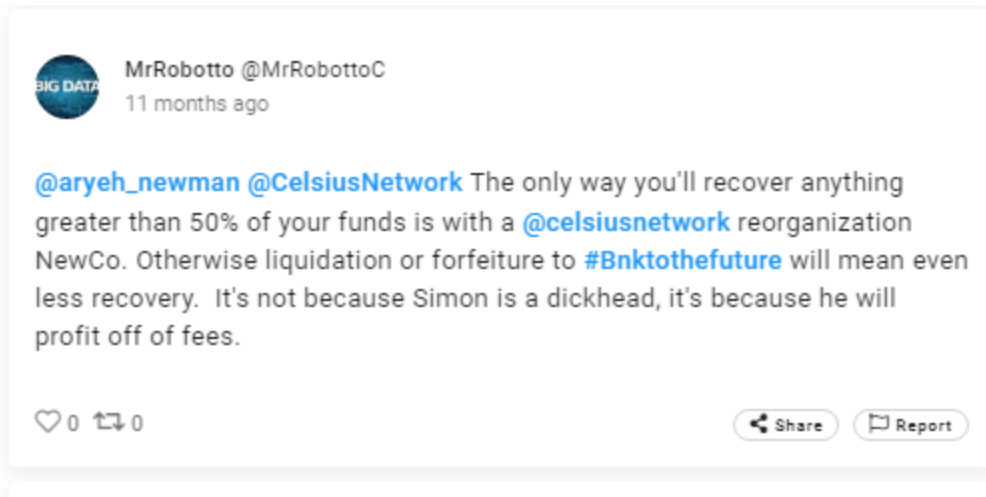 BIG DATA
MrRobotto @MrRobottoC
11 months ago
@aryeh_newman @CelsiusNetwork The only way you'll recover anything
greater than 50% of your funds is with a @celsiusnetwork reorganization
NewCo. Otherwise liquidation or forfeiture to #Bnktothefuture will mean even
less recovery.  It's not because Simon is a dickhead, it's because he will
profit off of fees.
0 0 Share Report